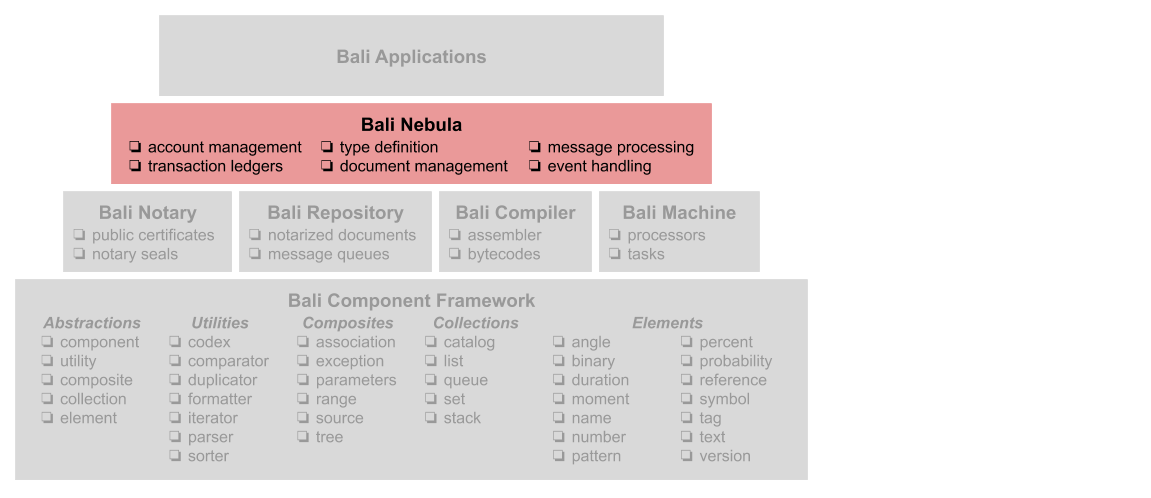 Bali Applications
Bali Nebula
❏ account management ❏ type definition ❏ message processing
❏ transaction ledgers ❏ document management ❏ event handling
Bali Notary Bali Repository Bali Compiler Bali Machine
❏ public certificates ❏ notarized documents ❏ assembler ❏ processors
❏ notary seals ❏ message queues ❏ bytecodes ❏ tasks
Bali Component Framework
Abstractions Utilities Composites Collections Elements
❏ component ❏ codex ❏ association ❏ catalog ❏ angle ❏ percent
❏ utility ❏ comparator ❏ exception ❏ list ❏ binary ❏ probability
❏ composite ❏ duplicator ❏ parameters ❏ queue ❏ duration ❏ reference
❏ collection ❏ formatter ❏ range ❏ set ❏ moment ❏ symbol
❏ element ❏ iterator ❏ source ❏ stack ❏ name ❏ tag
❏ parser ❏ tree ❏ number ❏ text
❏ sorter ❏ pattern ❏ version